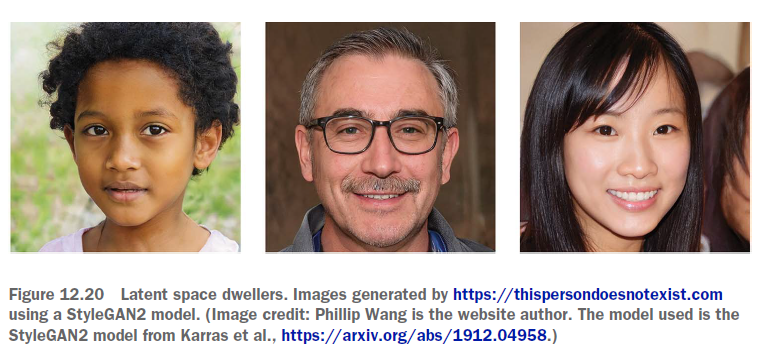 Figure 12.20 Latent space dwellers. Images generated by https://thispersondoesnotexist.com
using a StyleGAN2 model. (Image credit: Phillip Wang is the website author. The model used is the
StyleGAN2 model from Karras et al., https://arxiv.org/abs/1912.04958.)